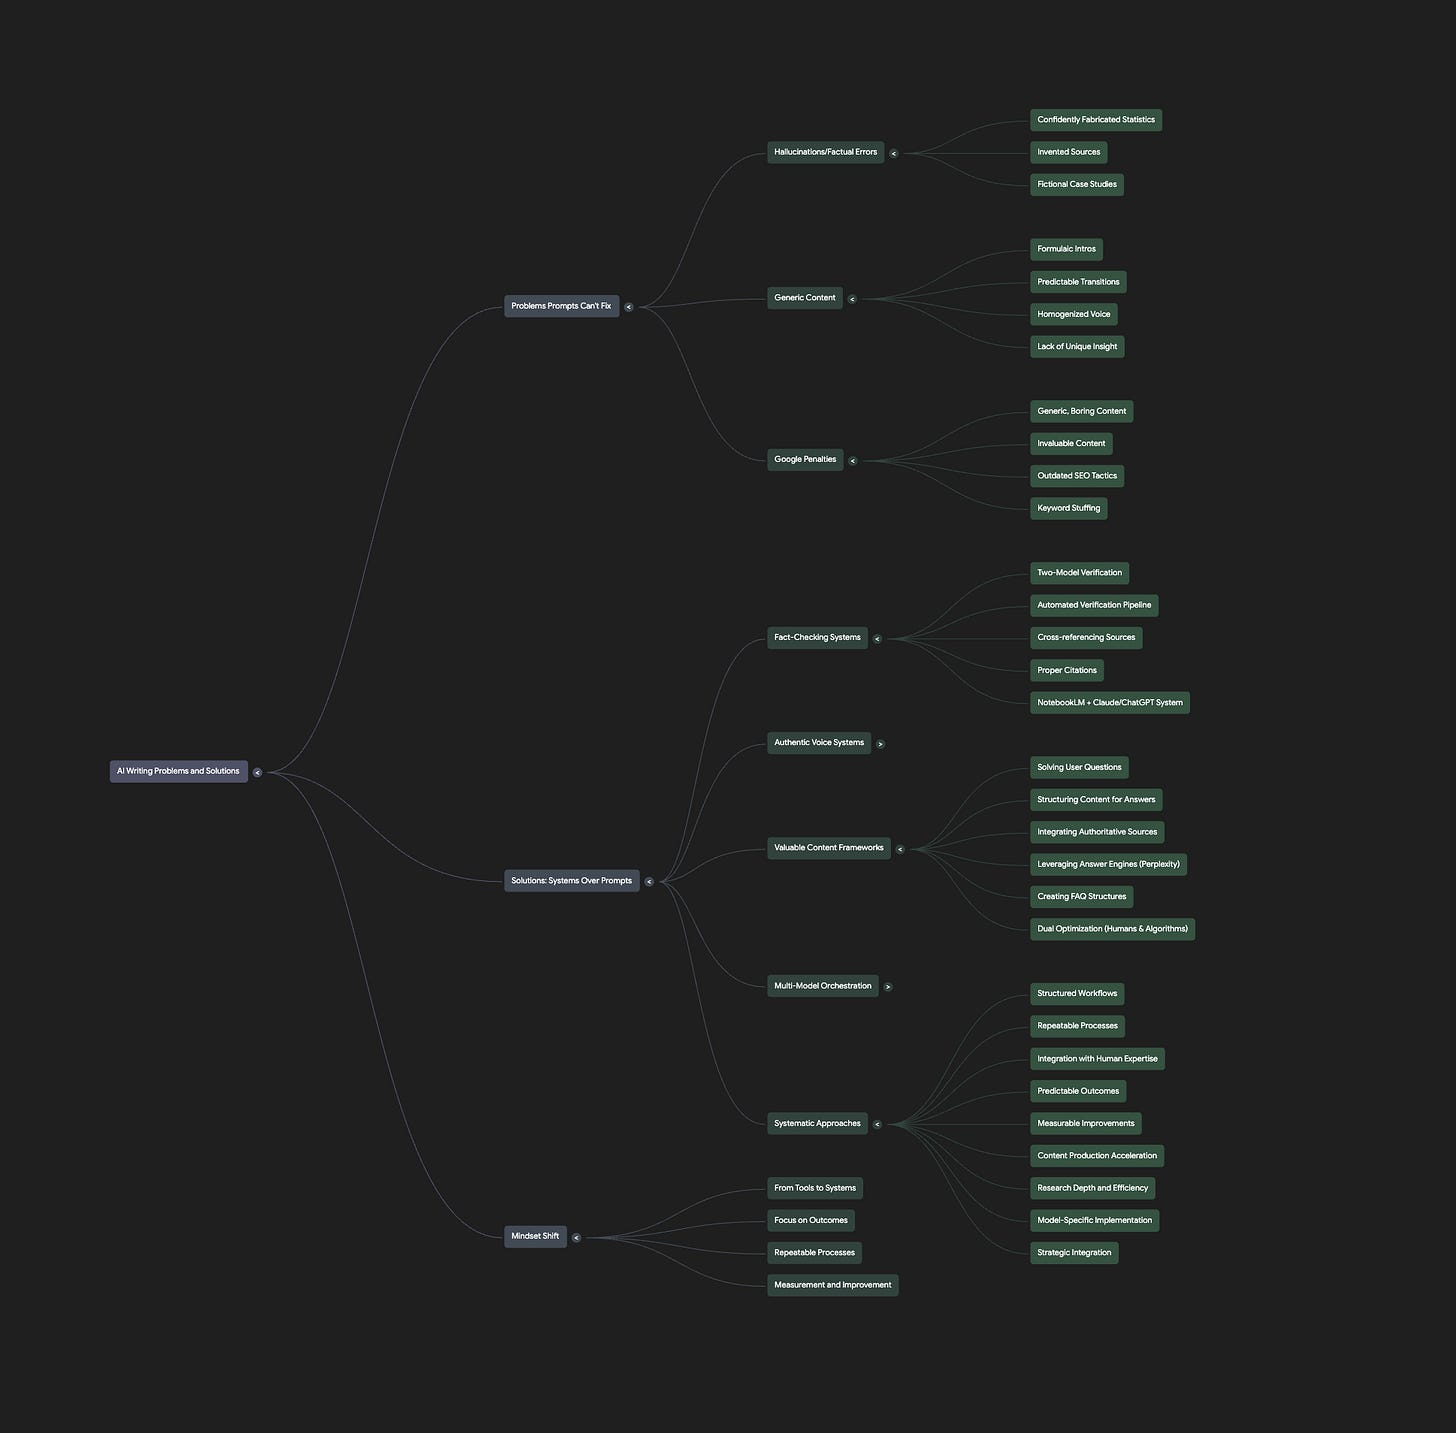 AI Writing Problems and Solutions
<
Problems Prompts Can't Fix
<
Hallucinations/Factual Errors
<
Confidently Fabricated Statistics
Invented Sources
Fictional Case Studies
Generic Content
<
Formulaic Intros
Predictable Transitions
Homogenized Voice
Lack of Unique Insight
Google Penalties
<
Generic, Boring Content
Invaluable Content
Outdated SEO Tactics
Keyword Stuffing
Solutions: Systems Over Prompts
<
Fact-Checking Systems
<
Two-Model Verification
Automated Verification Pipeline
Cross-referencing Sources
Proper Citations
NotebookLM + Claude/ChatGPT System
Authentic Voice Systems
>
Valuable Content Frameworks
<
Solving User Questions
Structuring Content for Answers
Integrating Authoritative Sources
Leveraging Answer Engines (Perplexity)
Creating FAQ Structures
Dual Optimization (Humans & Algorithms)
Multi-Model Orchestration
>
Systematic Approaches
<
Structured Workflows
Repeatable Processes
Integration with Human Expertise
Predictable Outcomes
Measurable Improvements
Content Production Acceleration
Research Depth and Efficiency
Model-Specific Implementation
Strategic Integration
Mindset Shift
<
From Tools to Systems
Focus on Outcomes
Repeatable Processes
Measurement and Improvement